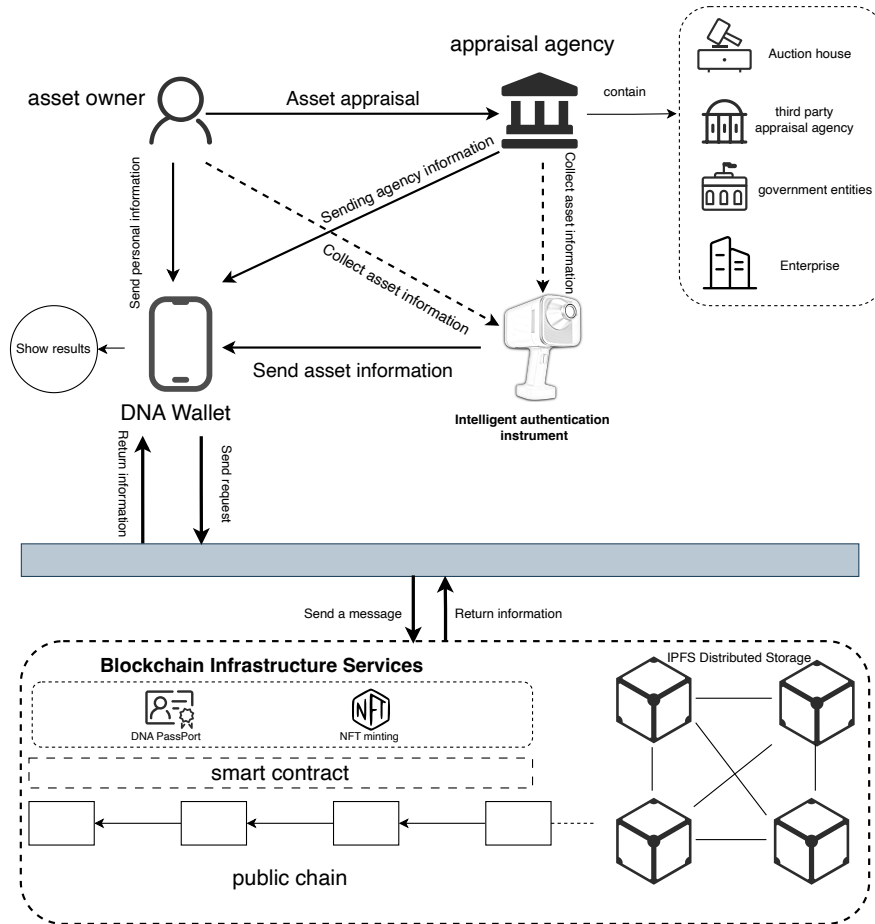 appraisal agency
Auction house
asset owner
Asset appraisal
contain
third party
appraisal agency
Sending agency information
Collect asset information
Send personal information
government entities
Collect asset information
Enterprise
Show results
Send asset information
DNA Wallet
Intelligent authentication
instrument
Return information
Send request
Send a message
Return information
Blockchain Infrastructure Services
IPFS Distributed Storage
DNA PassPort
NFT
NFT minting
smart contract
public chain